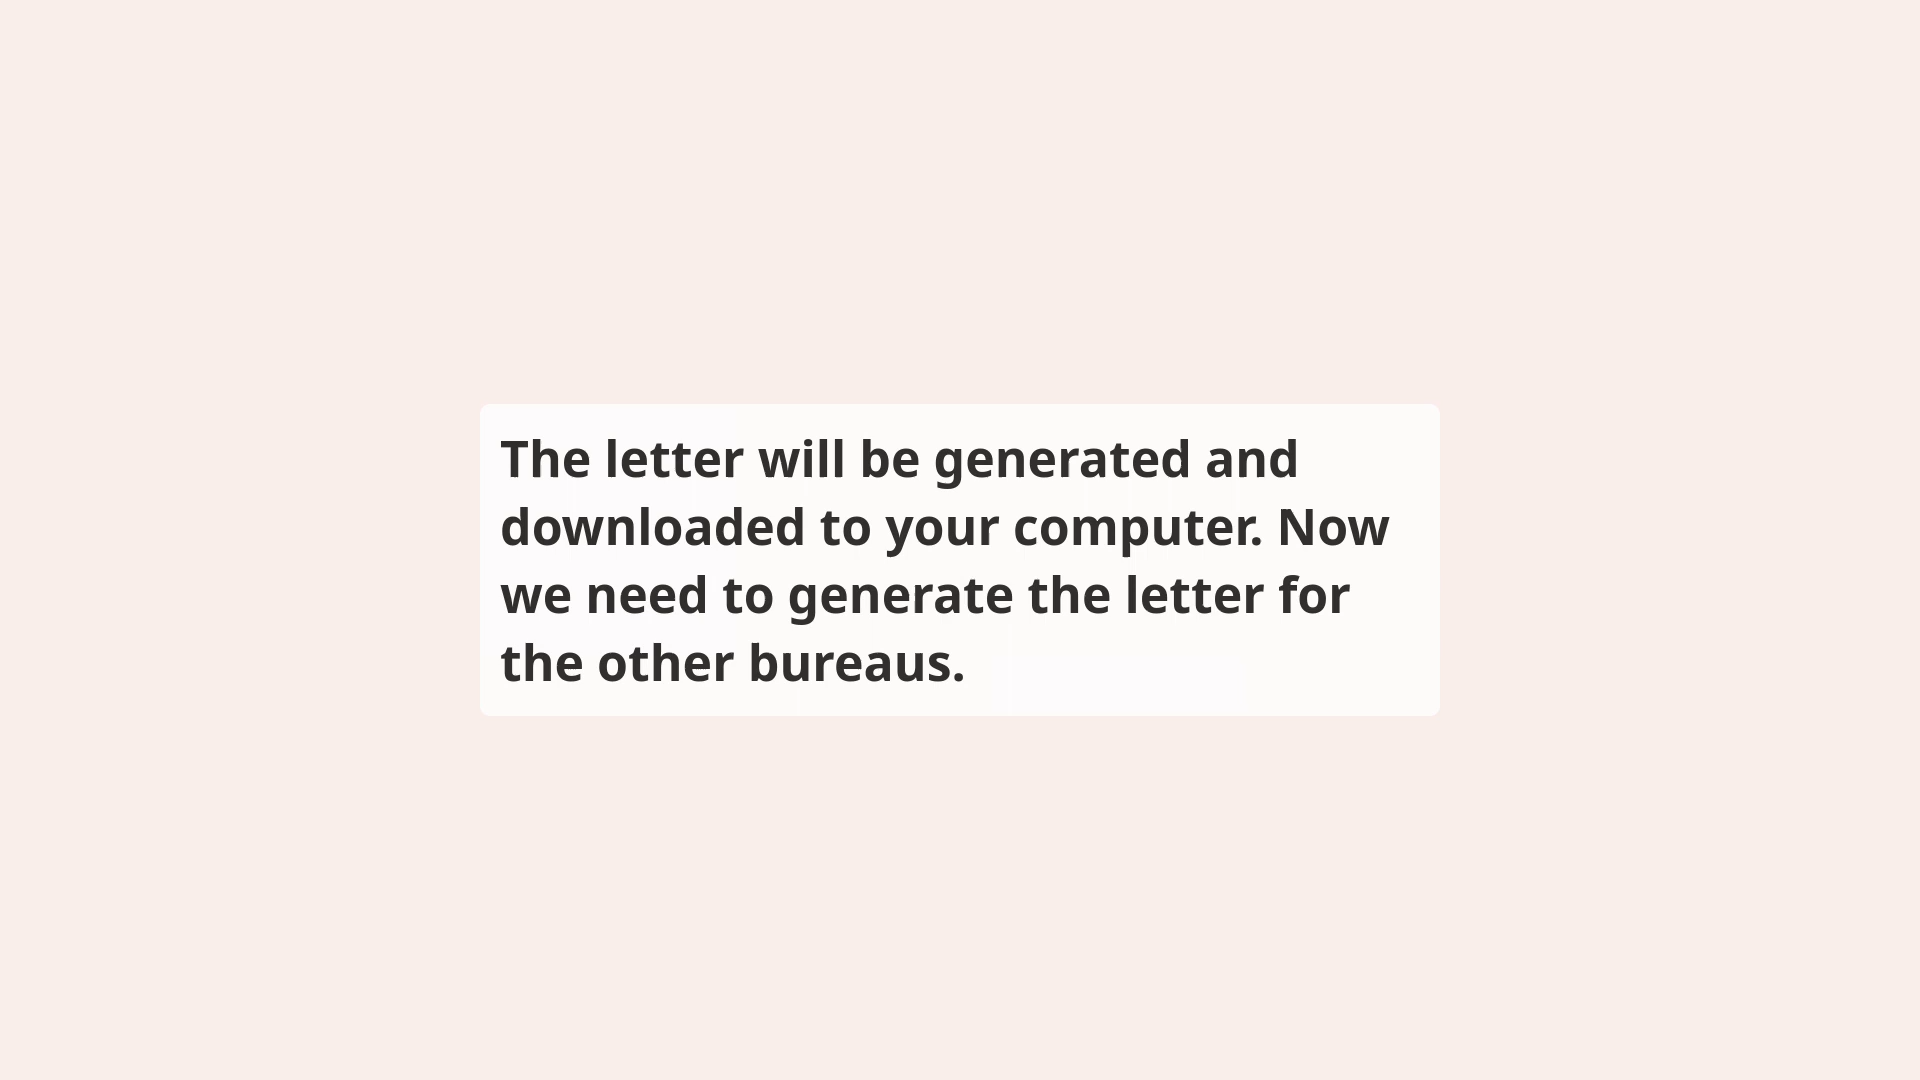 The letter will be generated and
downloaded to your computer. Now
we need to generate the letter for
the other bureaus.